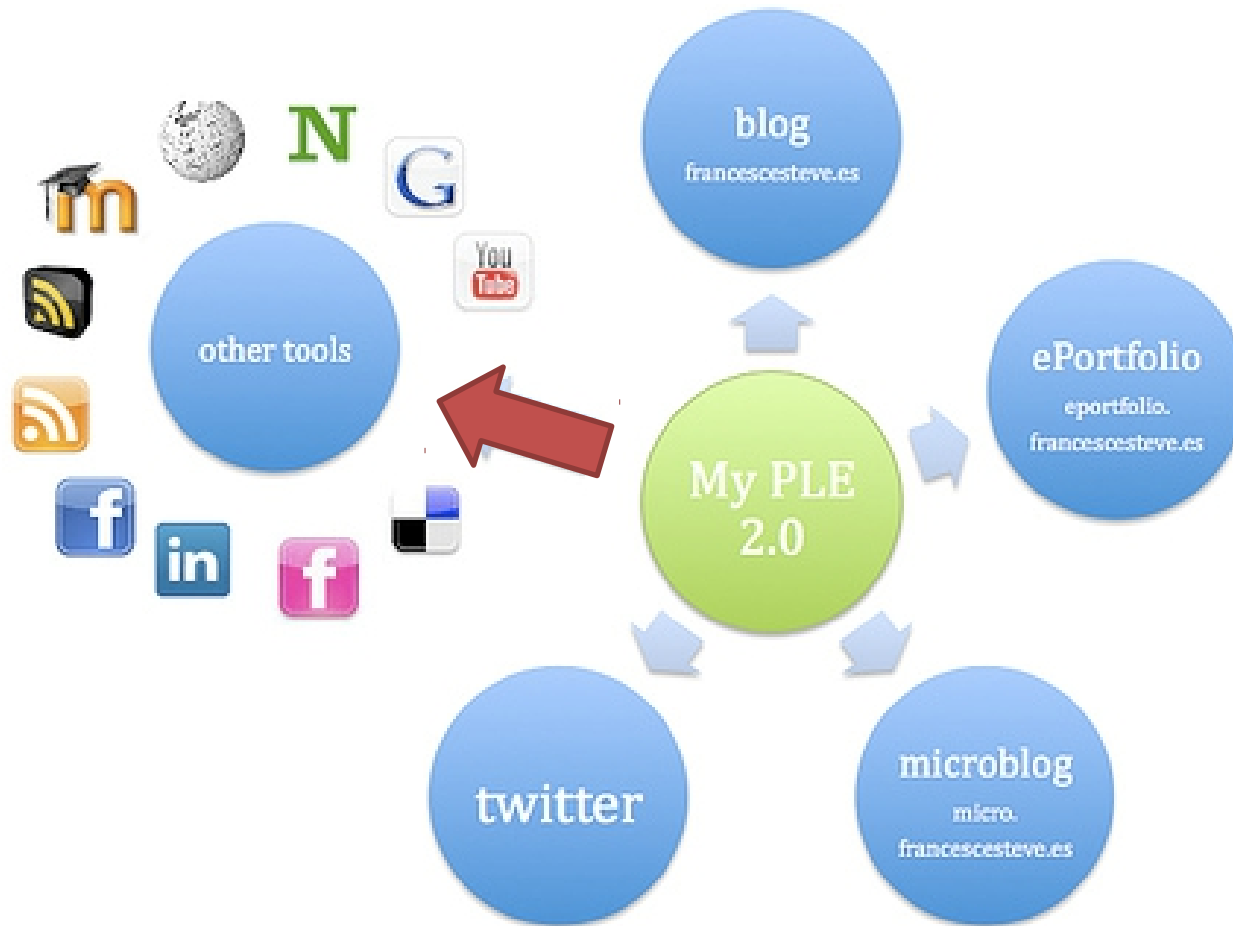 blog
francescesteve.es
N
G
m
You
Tube
other tools
ePortfolio
eportfolio.
francescesteve.es
My PLE
2.0
f
in
f
microblog
micro.
francescesteve.es
twitter